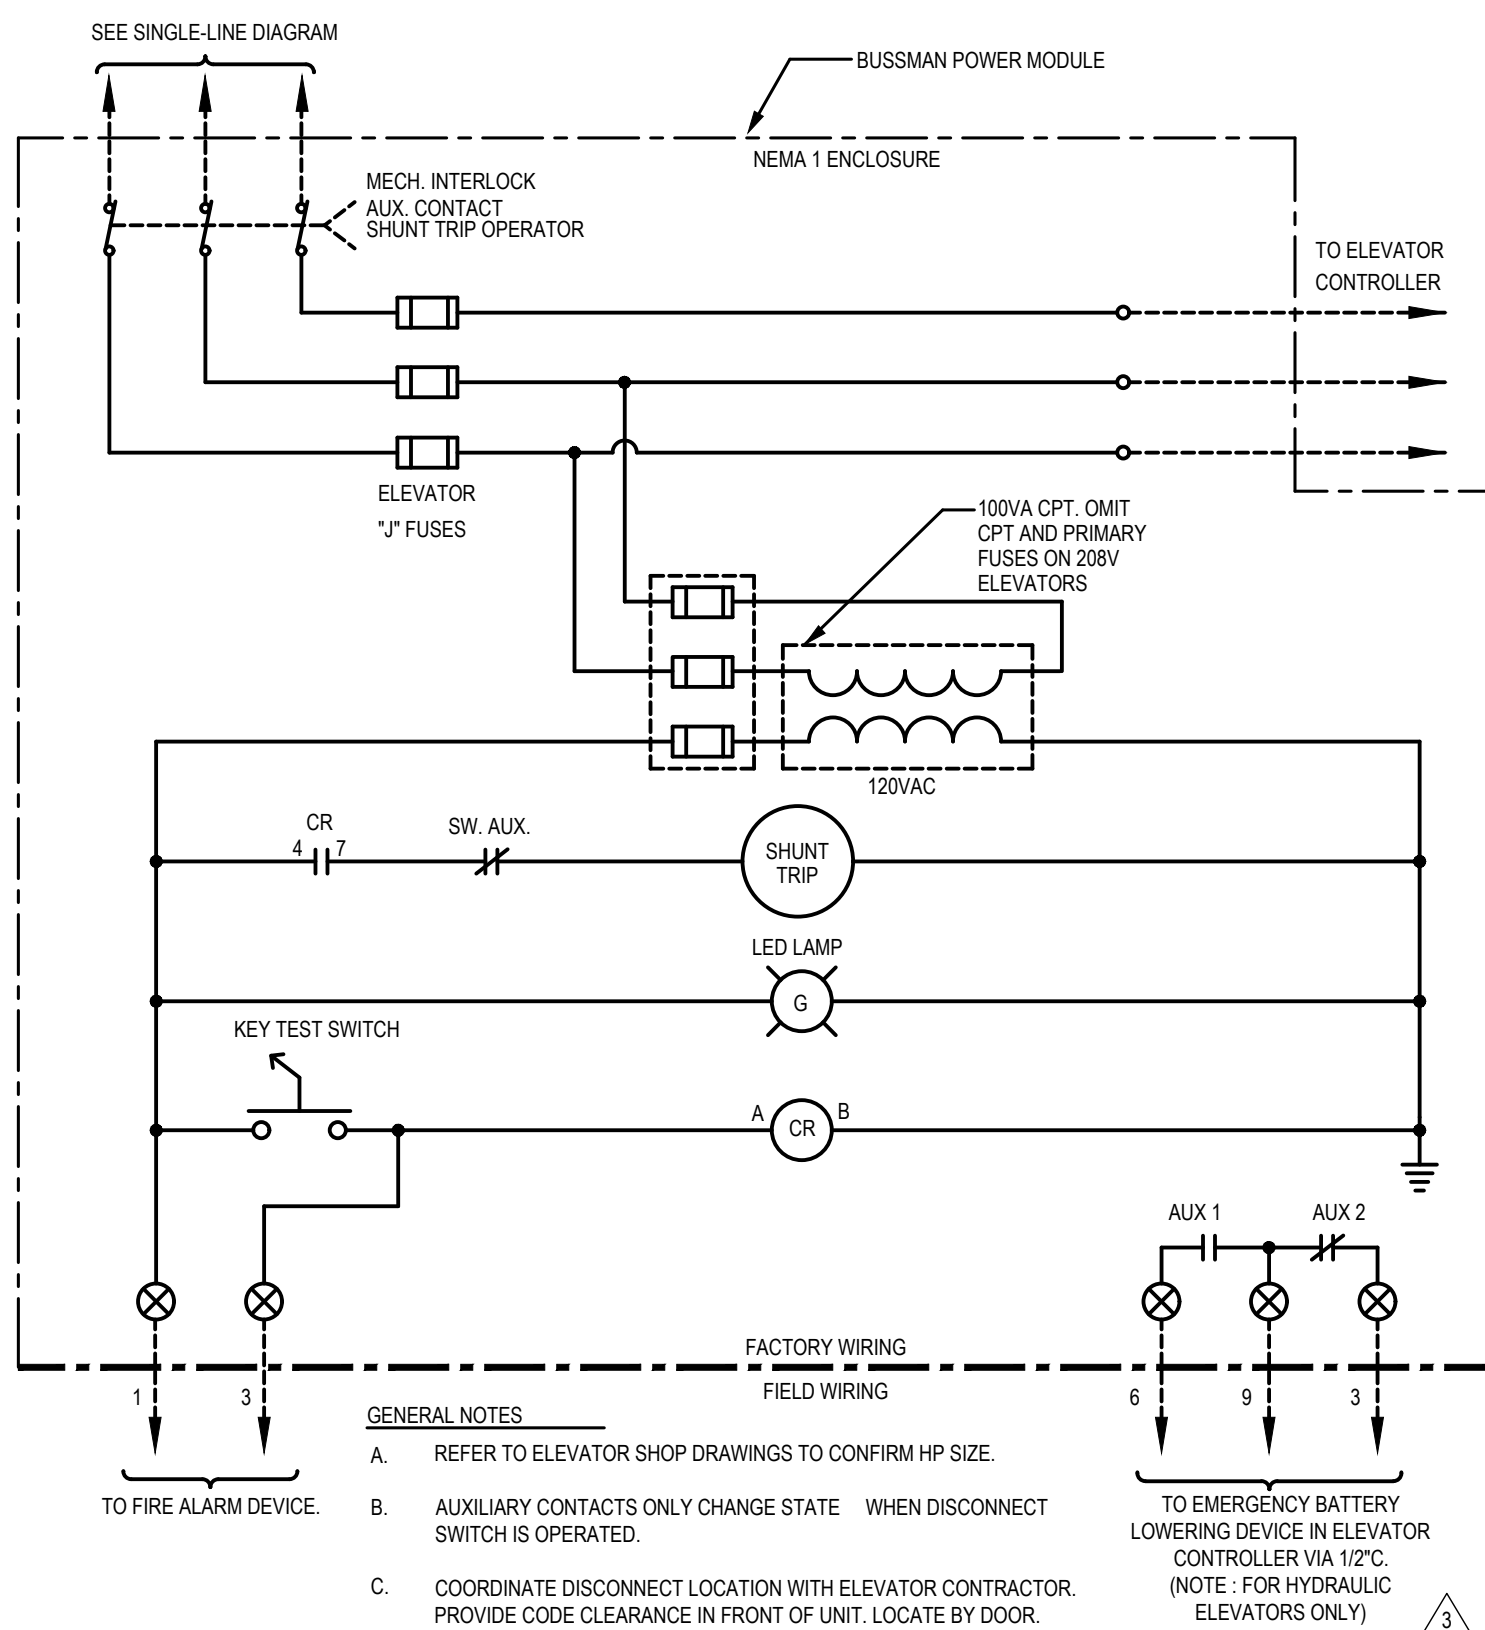 SEE SINGLE-LINE DIAGRAM
BUSSMAN POWER MODULE
NEMA 1 ENCLOSURE
MECH. INTERLOCK
AUX. CONTACT
SHUNT TRIP OPERATOR
TO ELEVATOR
CONTROLLER
ELEVATOR
"J" FUSES
100VA CPT. OMIT
CPT AND PRIMARY
FUSES ON 208V
ELEVATORS
120VAC
CR
4 7
SW. AUX.
SHUNT
TRIP
LED LAMP
G
KEY TEST SWITCH
A
CR
B
AUX 1
AUX 2
FACTORY WIRING
FIELD WIRING
1
3
6
9
3
TO FIRE ALARM DEVICE.
GENERAL NOTES
A. REFER TO ELEVATOR SHOP DRAWINGS TO CONFIRM HP SIZE.
B. AUXILIARY CONTACTS ONLY CHANGE STATE WHEN DISCONNECT
SWITCH IS OPERATED.
C. COORDINATE DISCONNECT LOCATION WITH ELEVATOR CONTRACTOR.
PROVIDE CODE CLEARANCE IN FRONT OF UNIT. LOCATE BY DOOR.
TO EMERGENCY BATTERY
LOWERING DEVICE IN ELEVATOR
CONTROLLER VIA 1/2"C.
(NOTE : FOR HYDRAULIC
ELEVATORS ONLY)
3